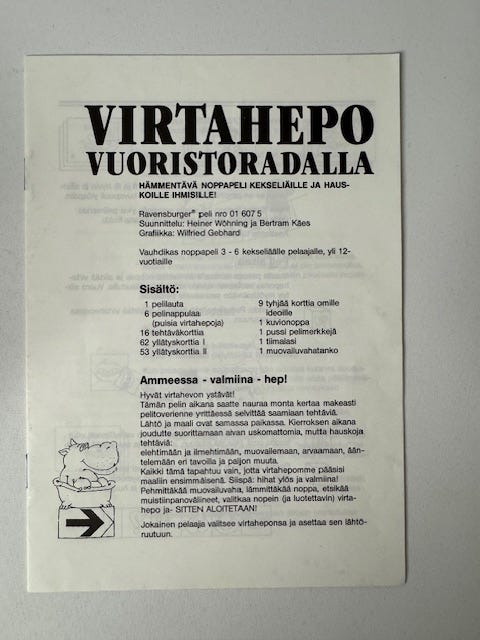 VIRTAHEPO
VUORISTORADALLA
HÄMMENTÄVÄ NOPPAPELI KEKSELIÄILLE JA HAUS-
KOILLE IHMISILLE!
Ravensburger® peli nro 01 607 5
Suunnittelu: Heiner Wöhning ja Bertram Käes
Grafiikka: Wilfried Gebhard
Vauhdikas noppapeli 3 - 6 kekseliäälle pelaajalle, yli 12-
vuotiaille
Sisältö:
1 pelilauta
6 pelinappulaa
(puisia virtahepoja)
16 tehtäväkorttia
62 yllätyskorttia I
53 yllätyskorttia II
9 tyhjää korttia omille
ideoille
1 kuvionoppa
1 pussi pelimerkkejä
1 tiimalasi
1 muovailuvahatanko
Ammeessa - valmiina - hep!
Hyvät virtahevon ystävät!
Tämän pelin aikana saatte nauraa monta kertaa makeasti
pelitoverienne yrittäessä selvittää saamiaan tehtäviä.
Lähtö ja maali ovat samassa paikassa. Kierroksen aikana
joudutte suorittamaan aivan uskomattomia, mutta hauskoja
tehtäviä:
elehtimään ja ilmehtimään, muovailemaan, arvaamaan, ään-
telemään eri tavoilla ja paljon muuta.
Kaikki tämä tapahtuu vain, jotta virtahepomme pääsisi
maaliin ensimmäisenä. Siispä: hihat ylös ja valmiina!
Pehmittäkää muovailuvaha, lämmittäkää noppa, etsikää
muistiinpanovälineet, valitkaa nopein (ja luotettavin) virta-
hepo ja- SITTEN ALOITETAAN!
Jokainen pelaaja valitsee virtaheponsa ja asettaa sen lähtö-
ruutuun.